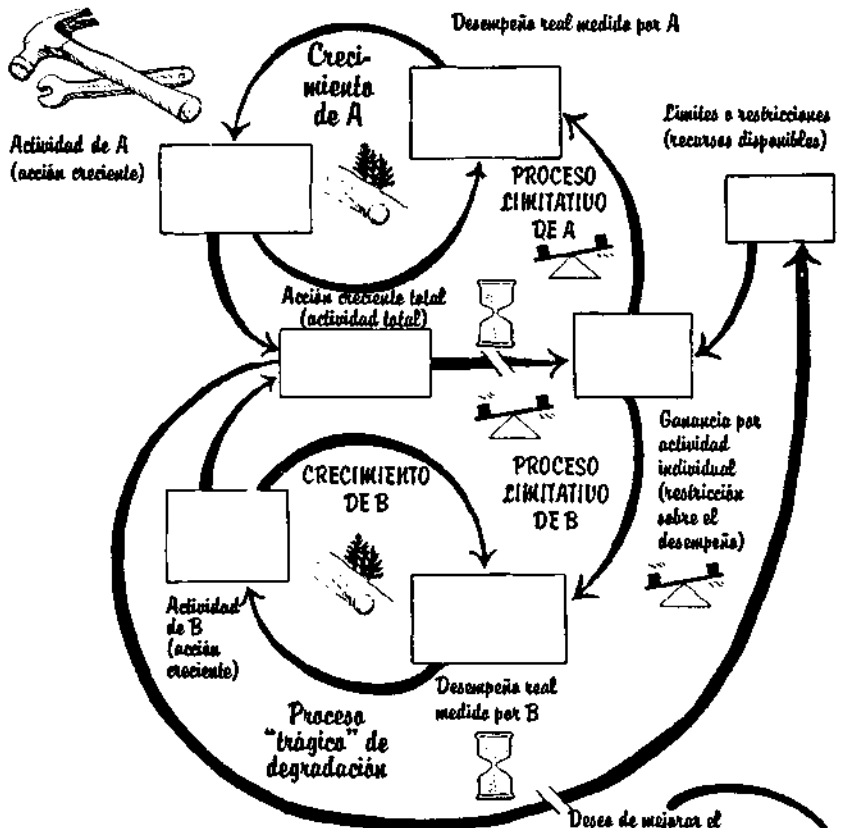 Desempeño real medido por A
Creci-
miento
de A
Límites o restricciones
(recursos disponibles)
Actividad de A
(acción creciente)
PROCESO
LIMITATIVO
DE A
Acción creciente total
(actividad total)
CRECIMIENTO
DE B
PROCESO
LIMITATIVO
DE B
Ganancia por
actividad
individual
(restricción
sobre el
desempeño)
Actividad
de B
(acción
creciente)
Desempeño real
medido por B
Proceso
"trágico" de
degradación
Deseo de mejorar el